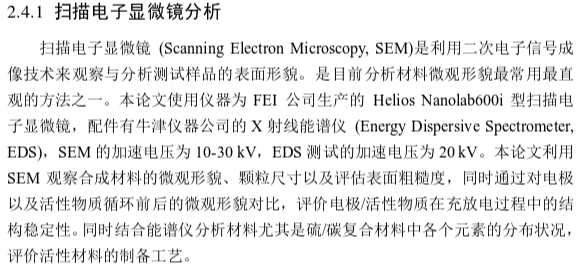 2.4.1 扫描电子显微镜分析
扫描电子显微镜 (Scanning Electron Microscopy, SEM)是利用二次电子信号成
像技术来观察与分析测试样品的表面形貌。是目前分析材料微观形貌最常用最直
观的方法之一。本论文使用仪器为 FEI 公司生产的 Helios Nanolab600i 型扫描电
子显微镜，配件有牛津仪器公司的 X 射线能谱仪 (Energy Dispersive Spectrometer,
EDS)，SEM 的加速电压为 10-30 kV，EDS 测试的加速电压为 20 kV。本论文利用
SEM 观察合成材料的微观形貌、颗粒尺寸以及评估表面粗糙度，同时通过对电极
以及活性物质循环前后的微观形貌对比，评价电极/活性物质在充放电过程中的结
构稳定性。同时结合能谱仪分析材料尤其是硫/碳复合材料中各个元素的分布状况，
评价活性材料的制备工艺。